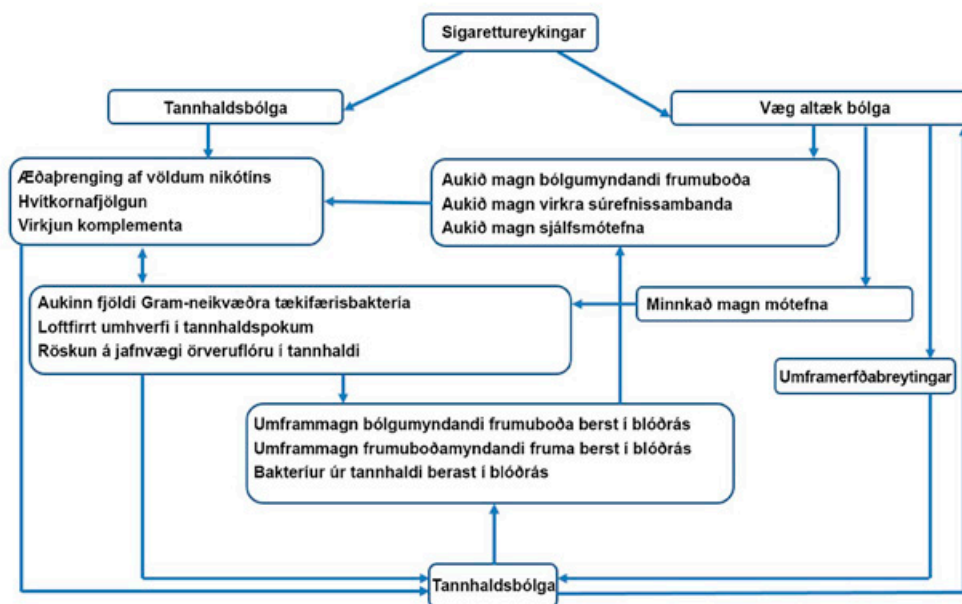 Sígarettureykingar
Tannhaldsbólga
Væg altæk bólga
Æðaþrenging af völdum nikótíns
Hvítkornafjölgun
Virkjun komplementa
Aukið magn bólgumyndandi frumuboða
Aukið magn virkra súrefnissambanda
Aukið magn sjálfsmótefna
Aukinn fjöldi Gram-neikvæðra tækifærisbaktería
Loftfirrt umhverfi í tannhaldspokum
Röskun á jafnvægi örveruflóru í tannhaldi
Minnkað magn mótefna
Umframerfðabreytingar
Umframmagn bólgumyndandi frumuboða berst í blóðrás
Umframmagn frumuboðamyndandi fruma berst í blóðrás
Bakteríur úr tannhaldi berast í blóðrás
Tannhaldsbólga